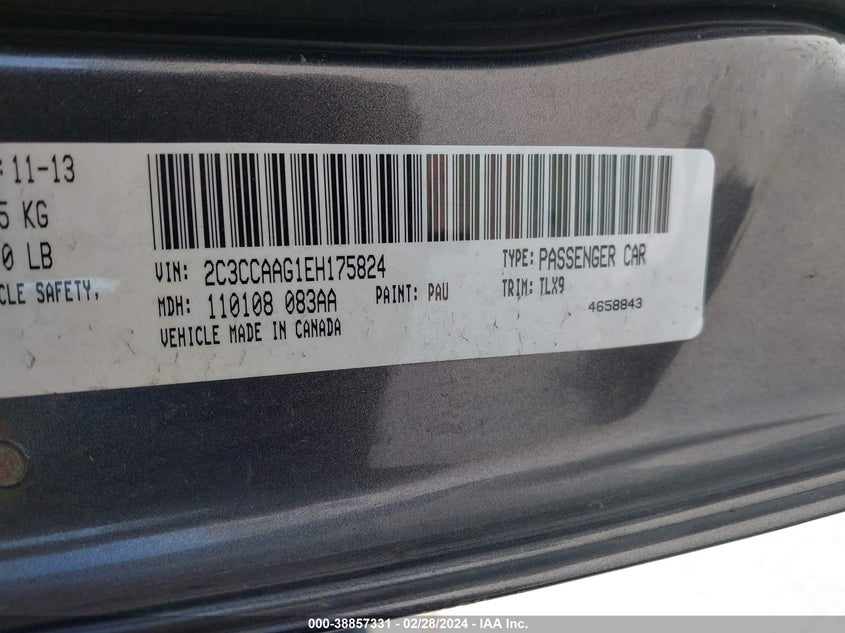 : 11-13
5 KG
0 LB
CLE SAFETY,
VIN: 2C3CCAAG1EH175824
TYPE: PASSENGER CAR
MDH: 110108 083AA
PAINT: PAU
TRIM: TLX9
VEHICLE MADE IN CANADA
4658843
000-38857331 - 02/28/2024 - IAA Inc.